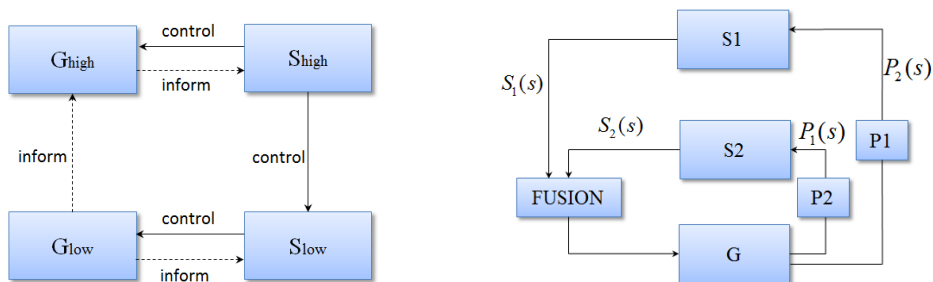 control
Ghigh
Shigh
inform
inform
control
control
Glow
Slow
inform
S1
S1(s)
P2(s)
S2(s)
P1(s)
S2
P1
FUSION
P2
G